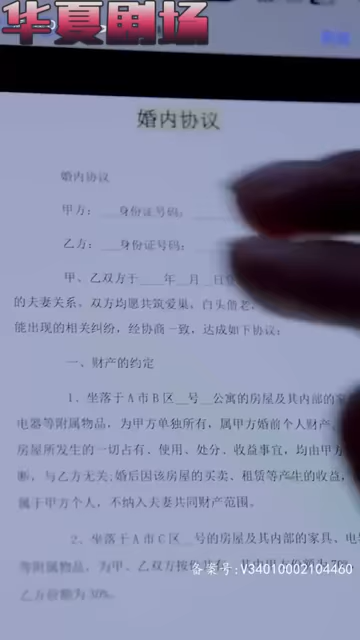 华夏剧场
婚内协议
婚内协议
甲方：___身份证号码：
乙方：___身份证号码：
甲、乙双方于___年__月__日
的夫妻关系。双方均愿共筑爱巢，白头偕老。
能出现的相关纠纷，经协商一致，达成如下协议：
一、财产的约定
1、坐落于A市B区__号__公寓的房屋及其内部的家
电器等附属物品，为甲方单独所有，属甲方婚前个人财产。
房屋所发生的一切占有、使用、处分、收益事宜，均由甲方
断，与乙方无关；婚后因该房屋的买卖、租赁等产生的收益，
属于甲方个人，不纳入夫妻共同财产范围。
2、坐落于A市C区__号的房屋及其内部的家具、电
等附属物品，为甲、乙双方按份共有
备案号:V34010002104460
乙方份额为30%。